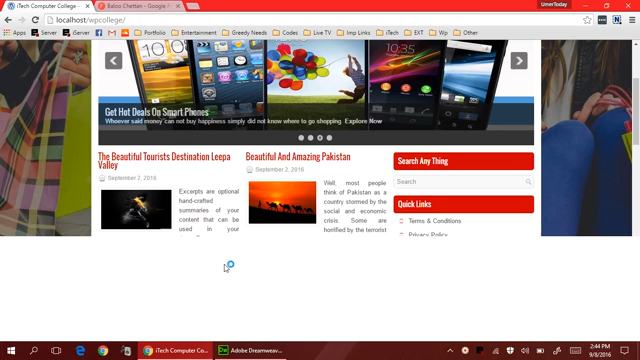 iTech Computer College -
Baloo Chettan - Google F
UmerToday
localhost/wpcollege/
Apps
Server
iServer
Portfolio
Entertainment
Greedy Needs
Codes
Live TV
Imp Links
iTech
EXT
Wp
Other
Get Hot Deals On Smart Phones
Whoever said money can not buy happiness simply did not know where to go shopping. Explore Now
The Beautiful Tourists Destination Leepa
Valley
September 2, 2016
Excerpts are optional
hand-crafted
summaries of your
content that can be
used in your
Beautiful And Amazing Pakistan
September 2, 2016
Well, most people
think of Pakistan as a
country stormed by the
social and economic
crisis. Some are
horrified by the terrorist
Search Any Thing
Search
Quick Links
Terms & Conditions
Privacy Policy
iTech Computer Co...
Adobe Dreamweav...
2:44 PM
9/8/2016